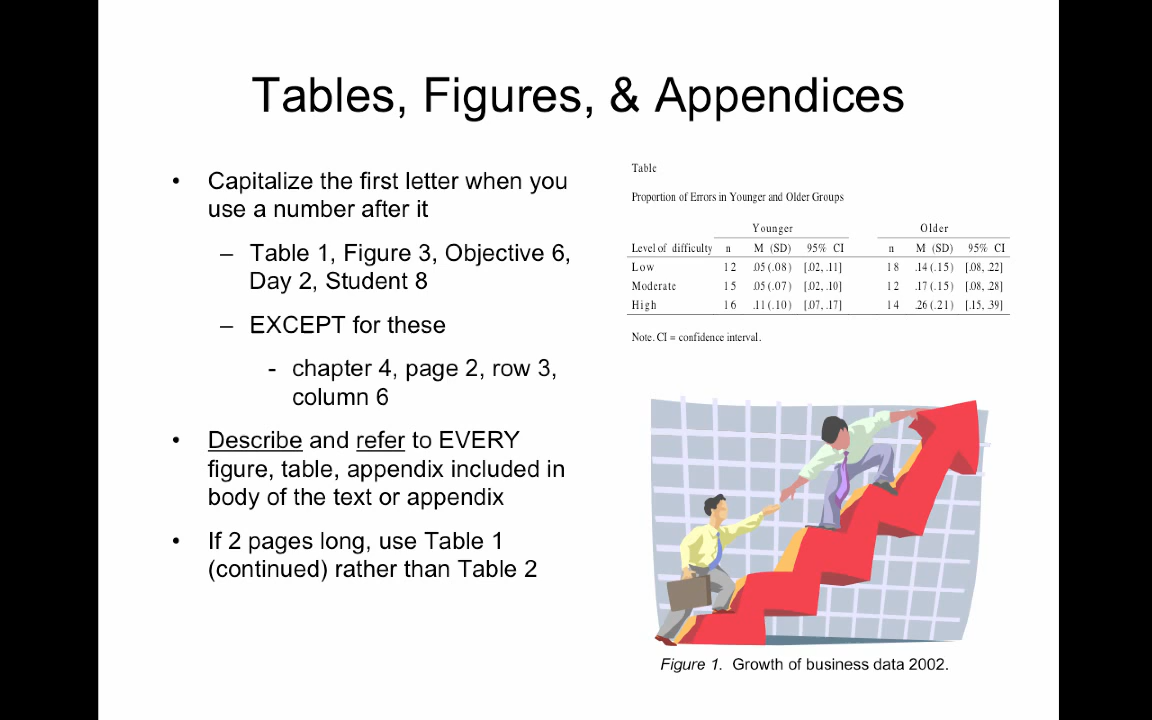 Tables, Figures, & Appendices
• Capitalize the first letter when you
use a number after it
– Table 1, Figure 3, Objective 6,
Day 2, Student 8
– EXCEPT for these
- chapter 4, page 2, row 3,
column 6
• Describe and refer to EVERY
figure, table, appendix included in
body of the text or appendix
• If 2 pages long, use Table 1
(continued) rather than Table 2
Table
Proportion of Errors in Younger and Older Groups
Younger Older
Level of difficulty n M (SD) 95% CI n M (SD) 95% CI
Low 12 .05 (.08) [.02, .11] 18 .14 (.15) [.08, .22]
Moderate 15 .05 (.07) [.02, .10] 12 .17 (.15) [.08, .28]
High 16 .11 (.10) [.07, .17] 14 .26 (.21) [.15, .39]
Note. CI = confidence interval.
Figure 1. Growth of business data 2002.